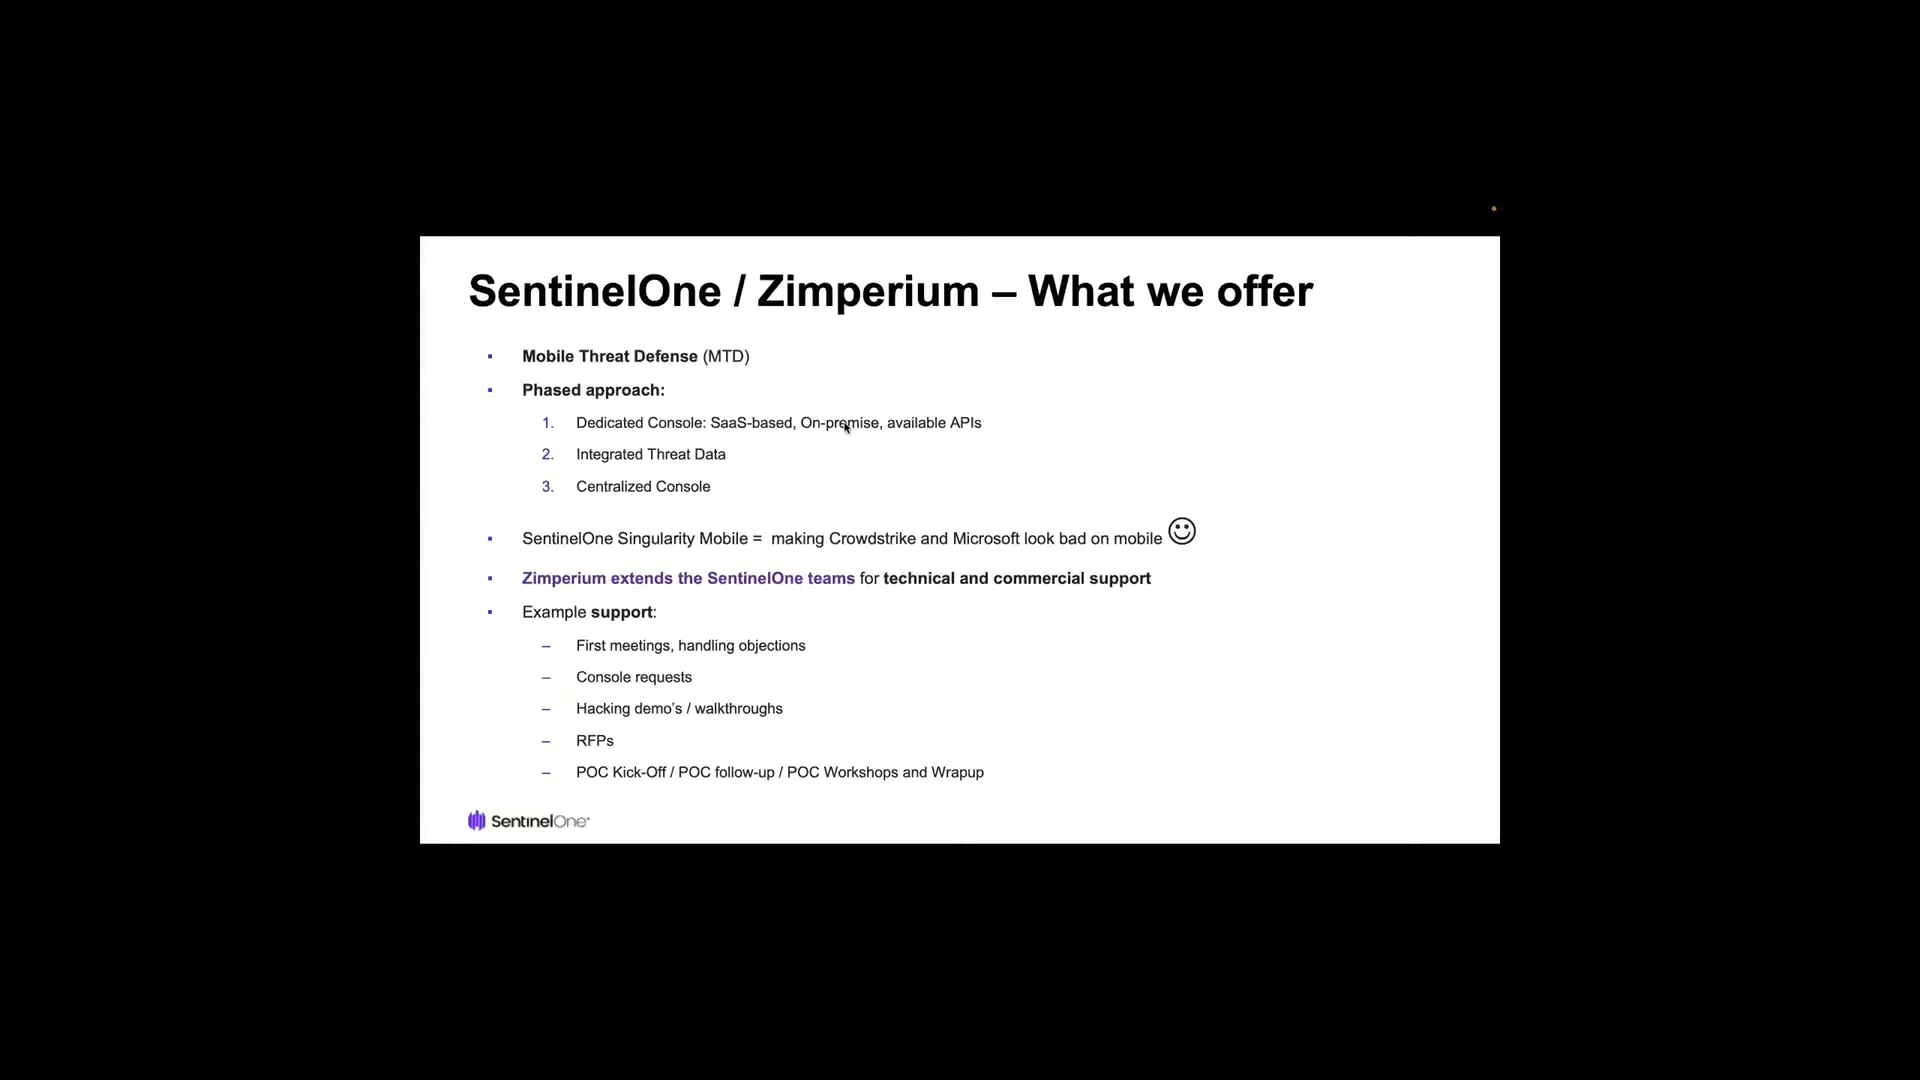 SentinelOne / Zimperium – What we offer
▪ Mobile Threat Defense (MTD)
▪ Phased approach:
1. Dedicated Console: SaaS-based, On-premise, available APIs
2. Integrated Threat Data
3. Centralized Console
▪ SentinelOne Singularity Mobile = making Crowdstrike and Microsoft look bad on mobile ☺
▪ Zimperium extends the SentinelOne teams for technical and commercial support
▪ Example support:
– First meetings, handling objections
– Console requests
– Hacking demo’s / walkthroughs
– RFPs
– POC Kick-Off / POC follow-up / POC Workshops and Wrapup
SentinelOne